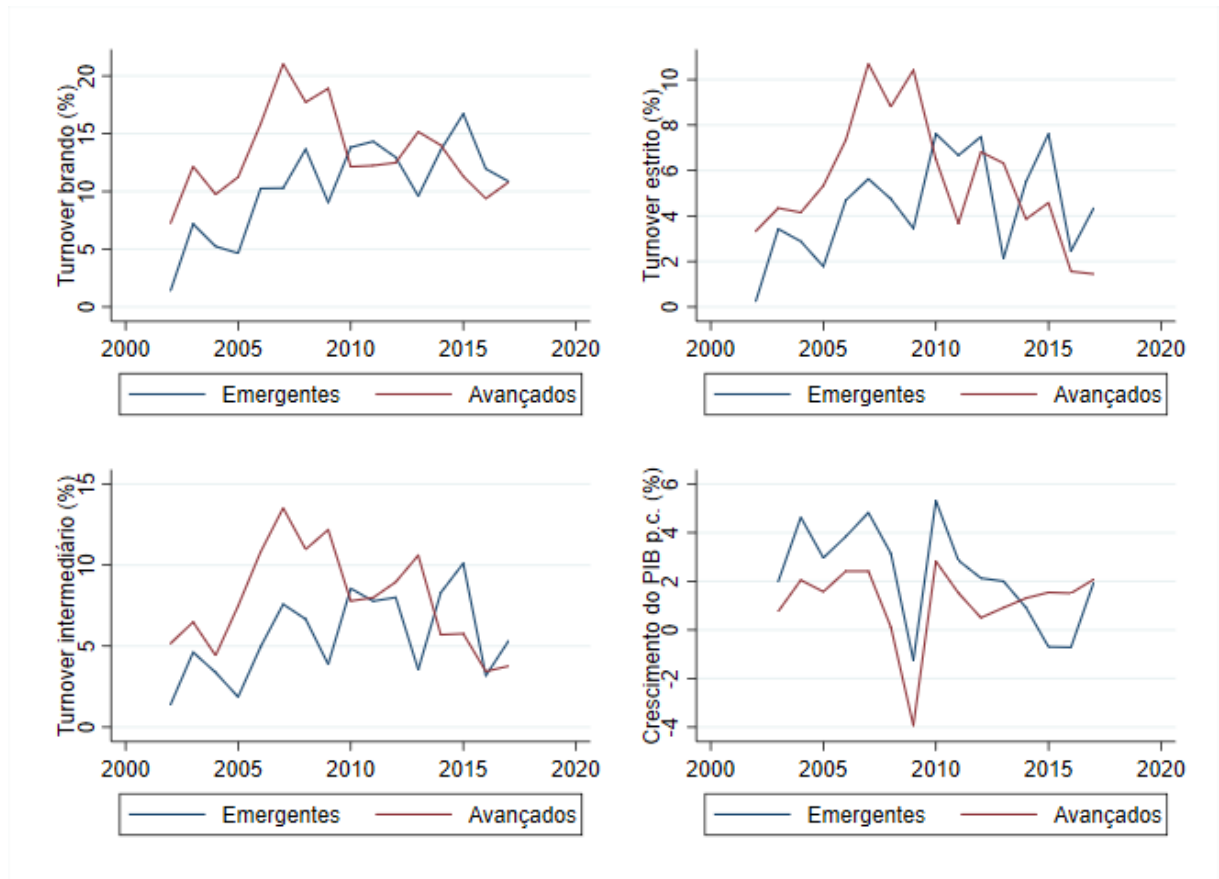 Turnover brando (%)
20
15
10
5
0
2000 2005 2010 2015 2020
Emergentes Avançados
Turnover estrito (%)
10
8
6
4
2
0
2000 2005 2010 2015 2020
Emergentes Avançados
Turnover intermediário (%)
15
10
5
0
2000 2005 2010 2015 2020
Emergentes Avançados
Crescimento do PIB p.c. (%)
6
4
2
0
-2
-4
2000 2005 2010 2015 2020
Emergentes Avançados